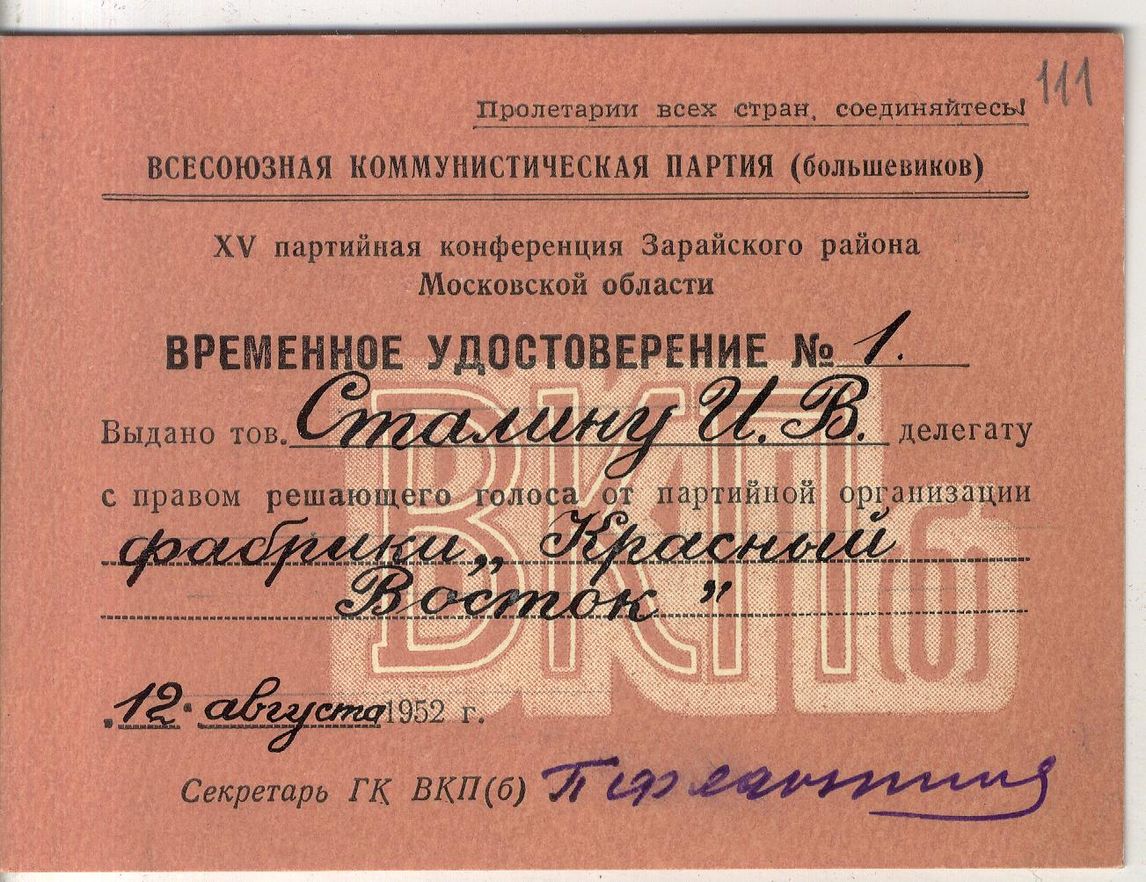 111
Пролетарии всех стран, соединяйтесь!
ВСЕСОЮЗНАЯ КОММУНИСТИЧЕСКАЯ ПАРТИЯ (большевиков)
XV партийная конференция Зарайского района
Московской области
ВРЕМЕННОЕ УДОСТОВЕРЕНИЕ № 1.
Выдано тов. Сталину И. В. делегату
с правом решающего голоса от партийной организации
фабрики „ Красный
Восток "
ВКП(б)
„12" августа 1952 г.
Секретарь ГК ВКП(б)